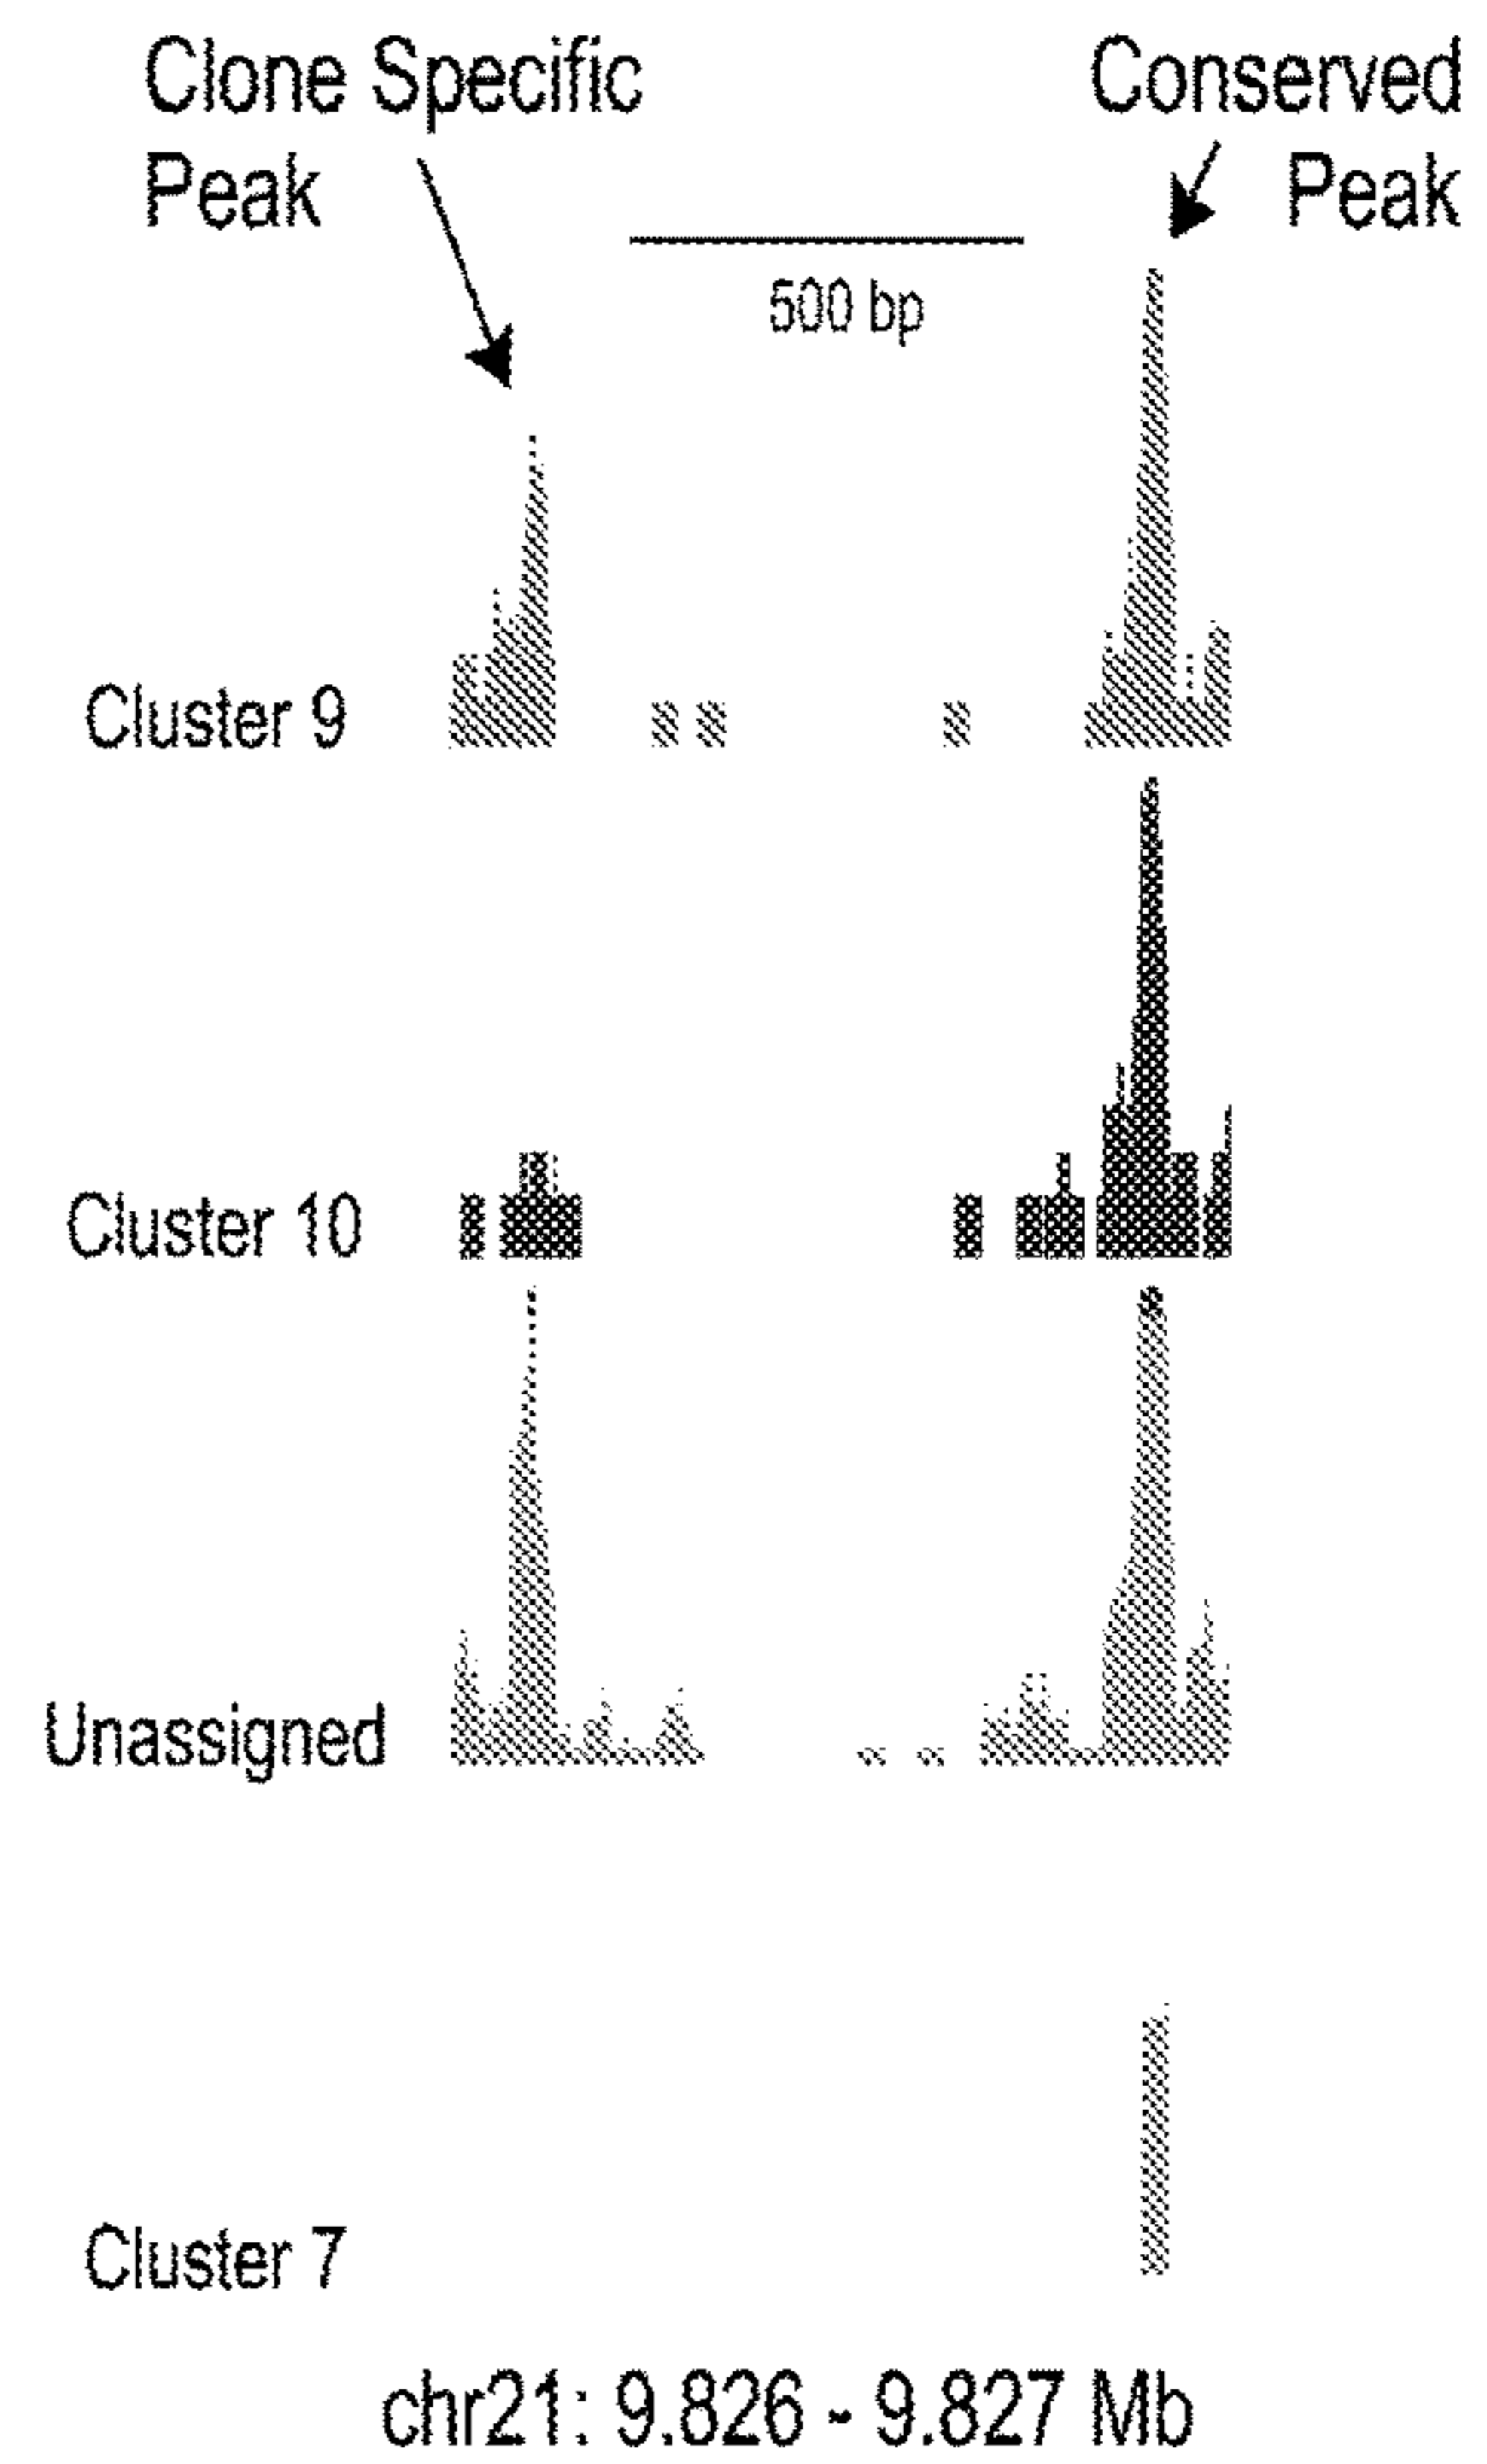 Clone Specific
Peak
Conserved
Peak
500 bp
Cluster 9
Cluster 10
Unassigned
Cluster 7
chr21: 9.826 - 9.827 Mb